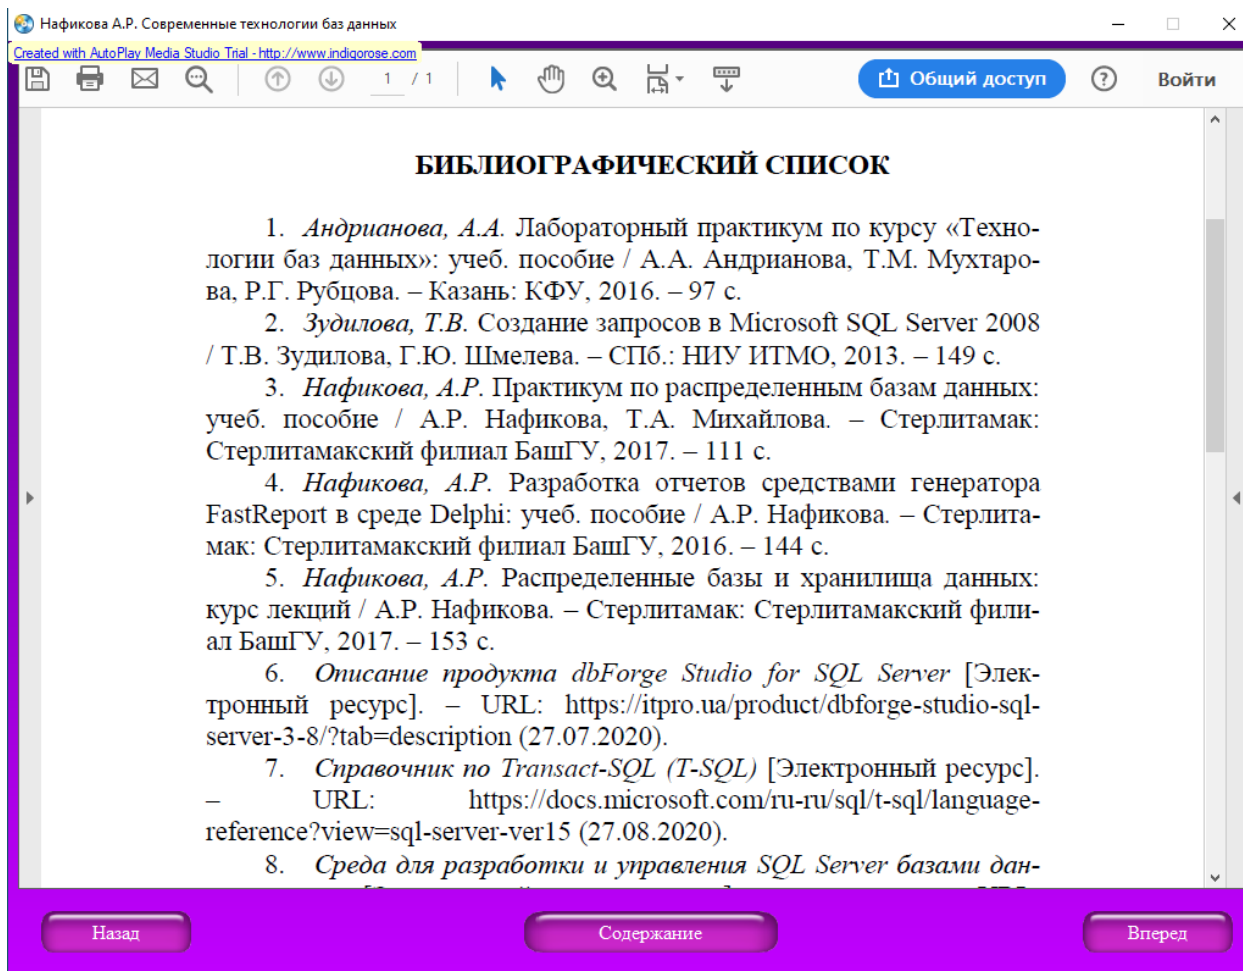 Нафикова А.Р. Современные технологии баз данных
Created with AutoPlay Media Studio Trial - http://www.indigorose.com
1 / 1
Общий доступ
?
Войти
БИБЛИОГРАФИЧЕСКИЙ СПИСОК
1. Андрианова, А.А. Лабораторный практикум по курсу «Техно-
логии баз данных»: учеб. пособие / А.А. Андрианова, Т.М. Мухтаро-
ва, Р.Г. Рубцова. – Казань: КФУ, 2016. – 97 с.
2. Зудилова, Т.В. Создание запросов в Microsoft SQL Server 2008
/ Т.В. Зудилова, Г.Ю. Шмелева. – СПб.: НИУ ИТМО, 2013. – 149 с.
3. Нафикова, А.Р. Практикум по распределенным базам данных:
учеб. пособие / А.Р. Нафикова, Т.А. Михайлова. – Стерлитамак:
Стерлитамакский филиал БашГУ, 2017. – 111 с.
4. Нафикова, А.Р. Разработка отчетов средствами генератора
FastReport в среде Delphi: учеб. пособие / А.Р. Нафикова. – Стерлита-
мак: Стерлитамакский филиал БашГУ, 2016. – 144 с.
5. Нафикова, А.Р. Распределенные базы и хранилища данных:
курс лекций / А.Р. Нафикова. – Стерлитамак: Стерлитамакский фили-
ал БашГУ, 2017. – 153 с.
6. Описание продукта dbForge Studio for SQL Server [Элек-
тронный ресурс]. – URL: https://itpro.ua/product/dbforge-studio-sql-
server-3-8/?tab=description (27.07.2020).
7. Справочник по Transact-SQL (T-SQL) [Электронный ресурс].
– URL: https://docs.microsoft.com/ru-ru/sql/t-sql/language-
reference?view=sql-server-ver15 (27.08.2020).
8. Среда для разработки и управления SQL Server базами дан-
Назад
Содержание
Вперед